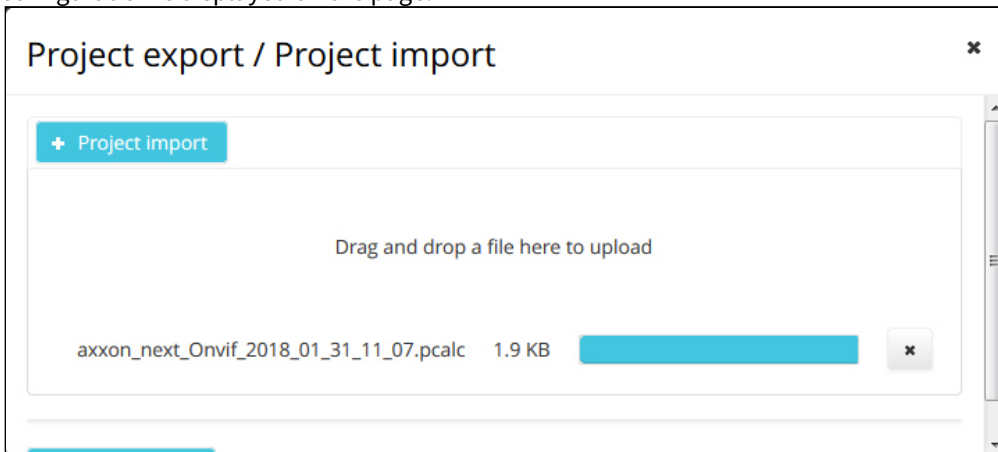 Project export / Project import
+ Project import
Drag and drop a file here to upload
axxon_next_Onvif_2018_01_31_11_07.pcalc 1.9 KB